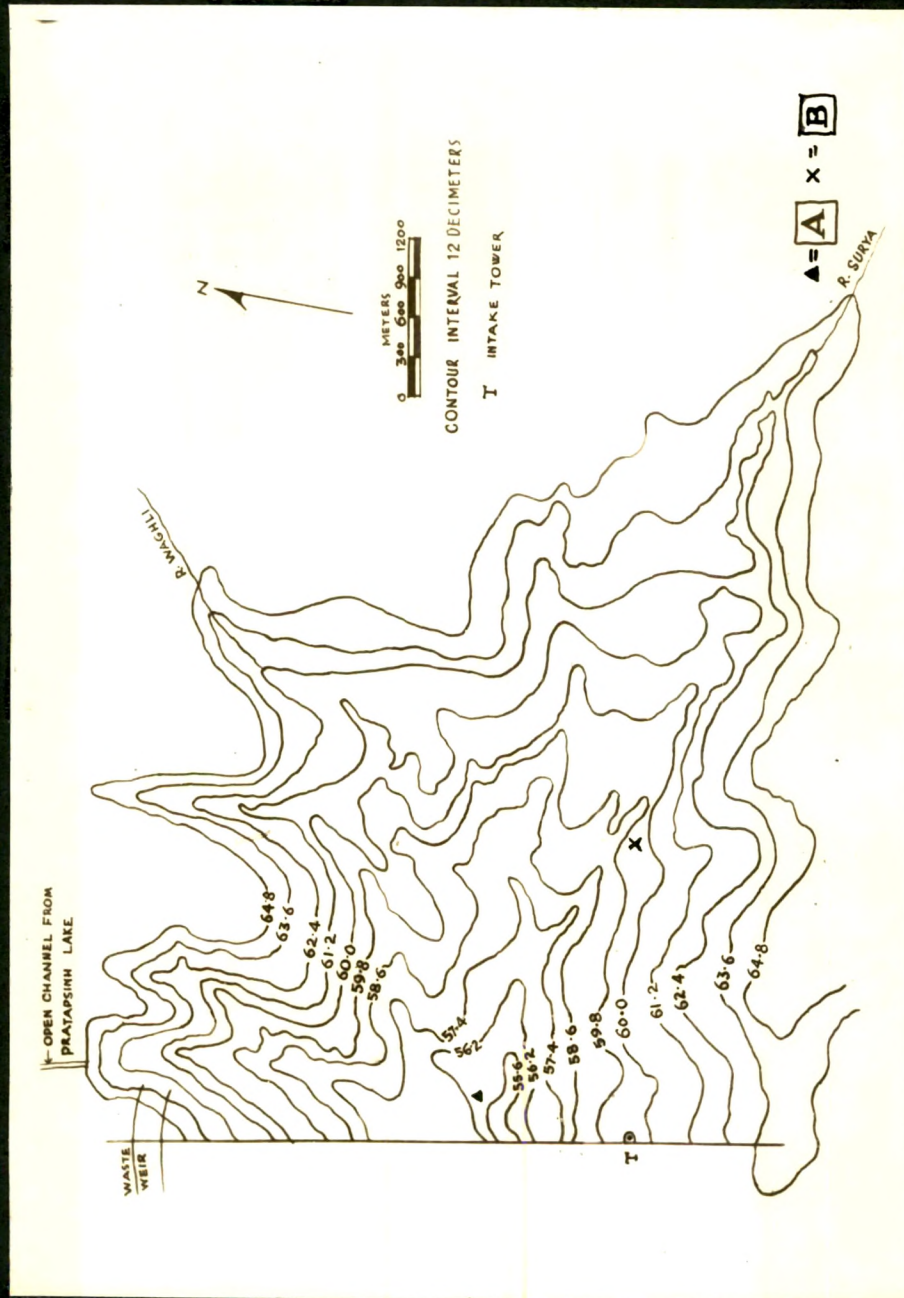 ← OPEN CHANNEL FROM
PRATAPSINH LAKE
WASTE
WEIR
R. WAGHLI
N
METERS
0 300 600 900 1200
CONTOUR INTERVAL 12 DECIMETERS
T INTAKE TOWER
64.8
63.6
62.4
61.2
60.0
59.8
58.6
57.4
56.2
55.6
56.2
57.4
58.6
59.8
60.0
61.2
62.4
63.6
64.8
T
X
R. SURYA
▲ = A x = B